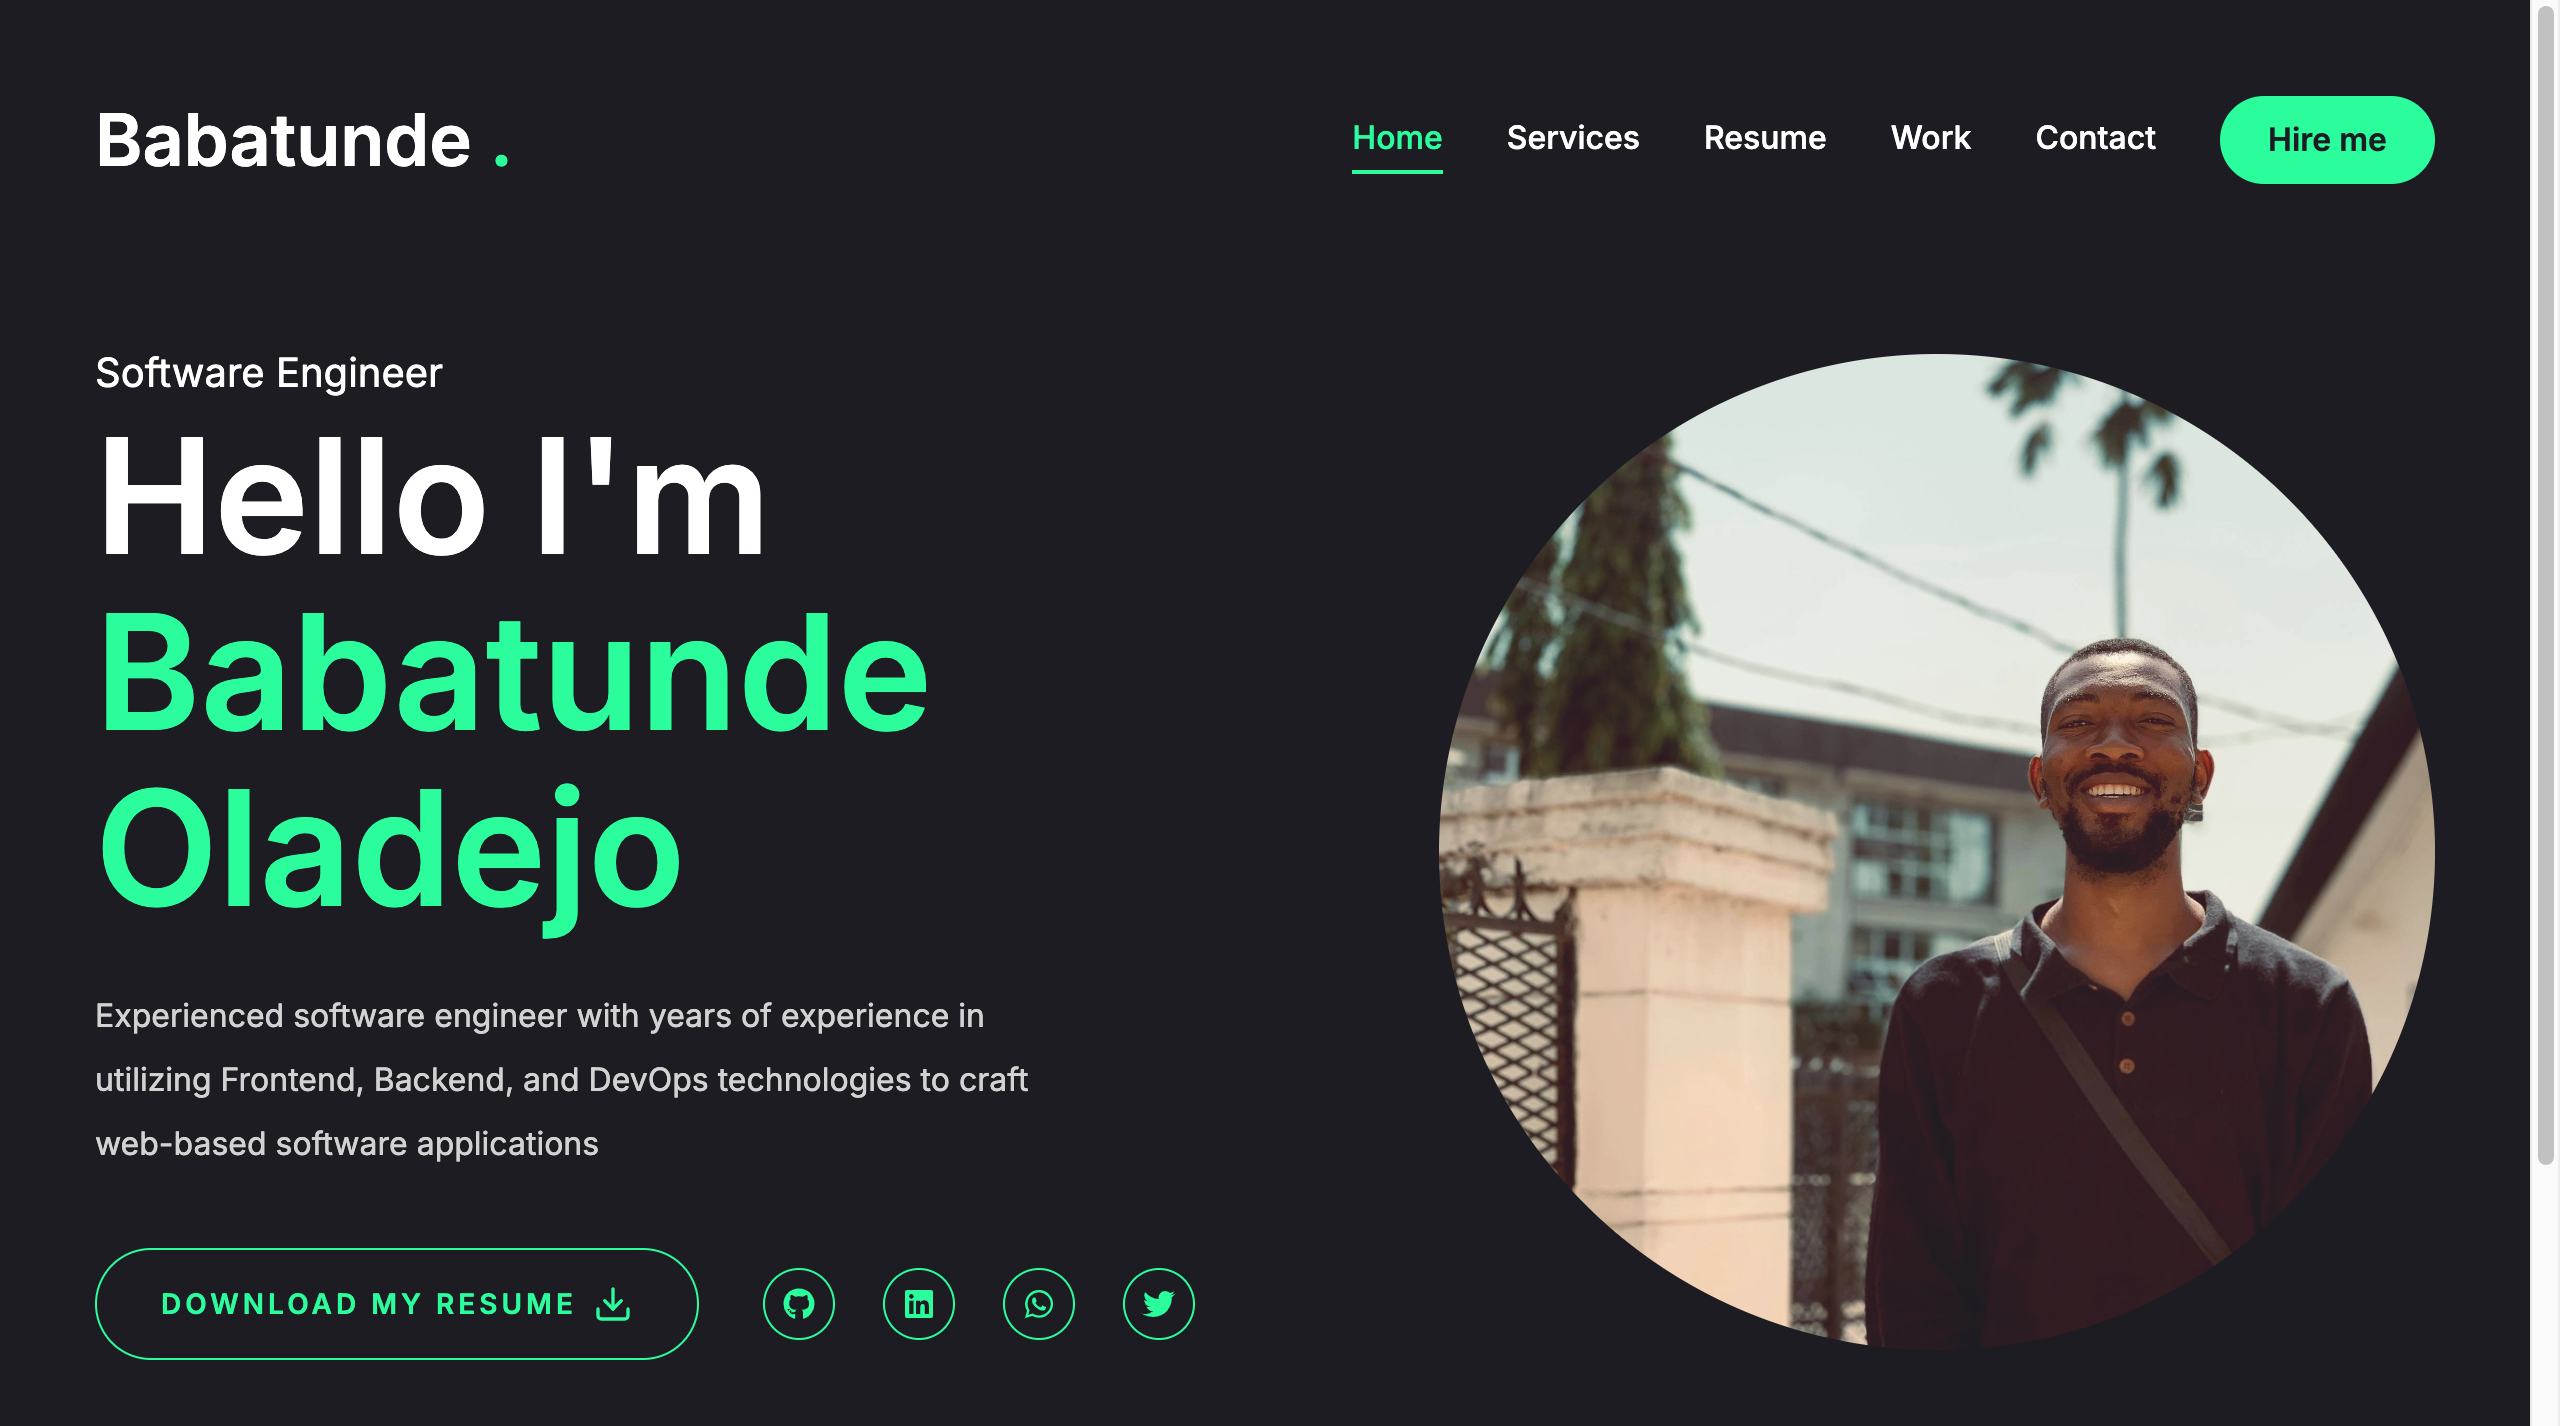 Babatunde .
Home Services Resume Work Contact Hire me
Software Engineer
Hello I'm
Babatunde
Oladejo
Experienced software engineer with years of experience in
utilizing Frontend, Backend, and DevOps technologies to craft
web-based software applications
DOWNLOAD MY RESUME